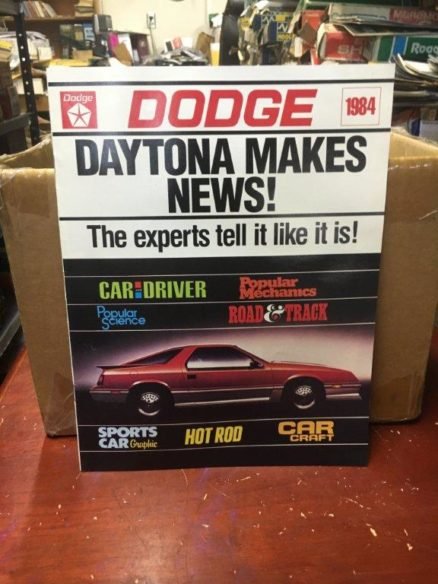 Dodge
DODGE
1984
DAYTONA MAKES
NEWS!
The experts tell it like it is!
CAR DRIVER
Popular
Mechanics
Popular
Science
ROAD & TRACK
SPORTS
CAR Graphic
HOT ROD
CAR
CRAFT